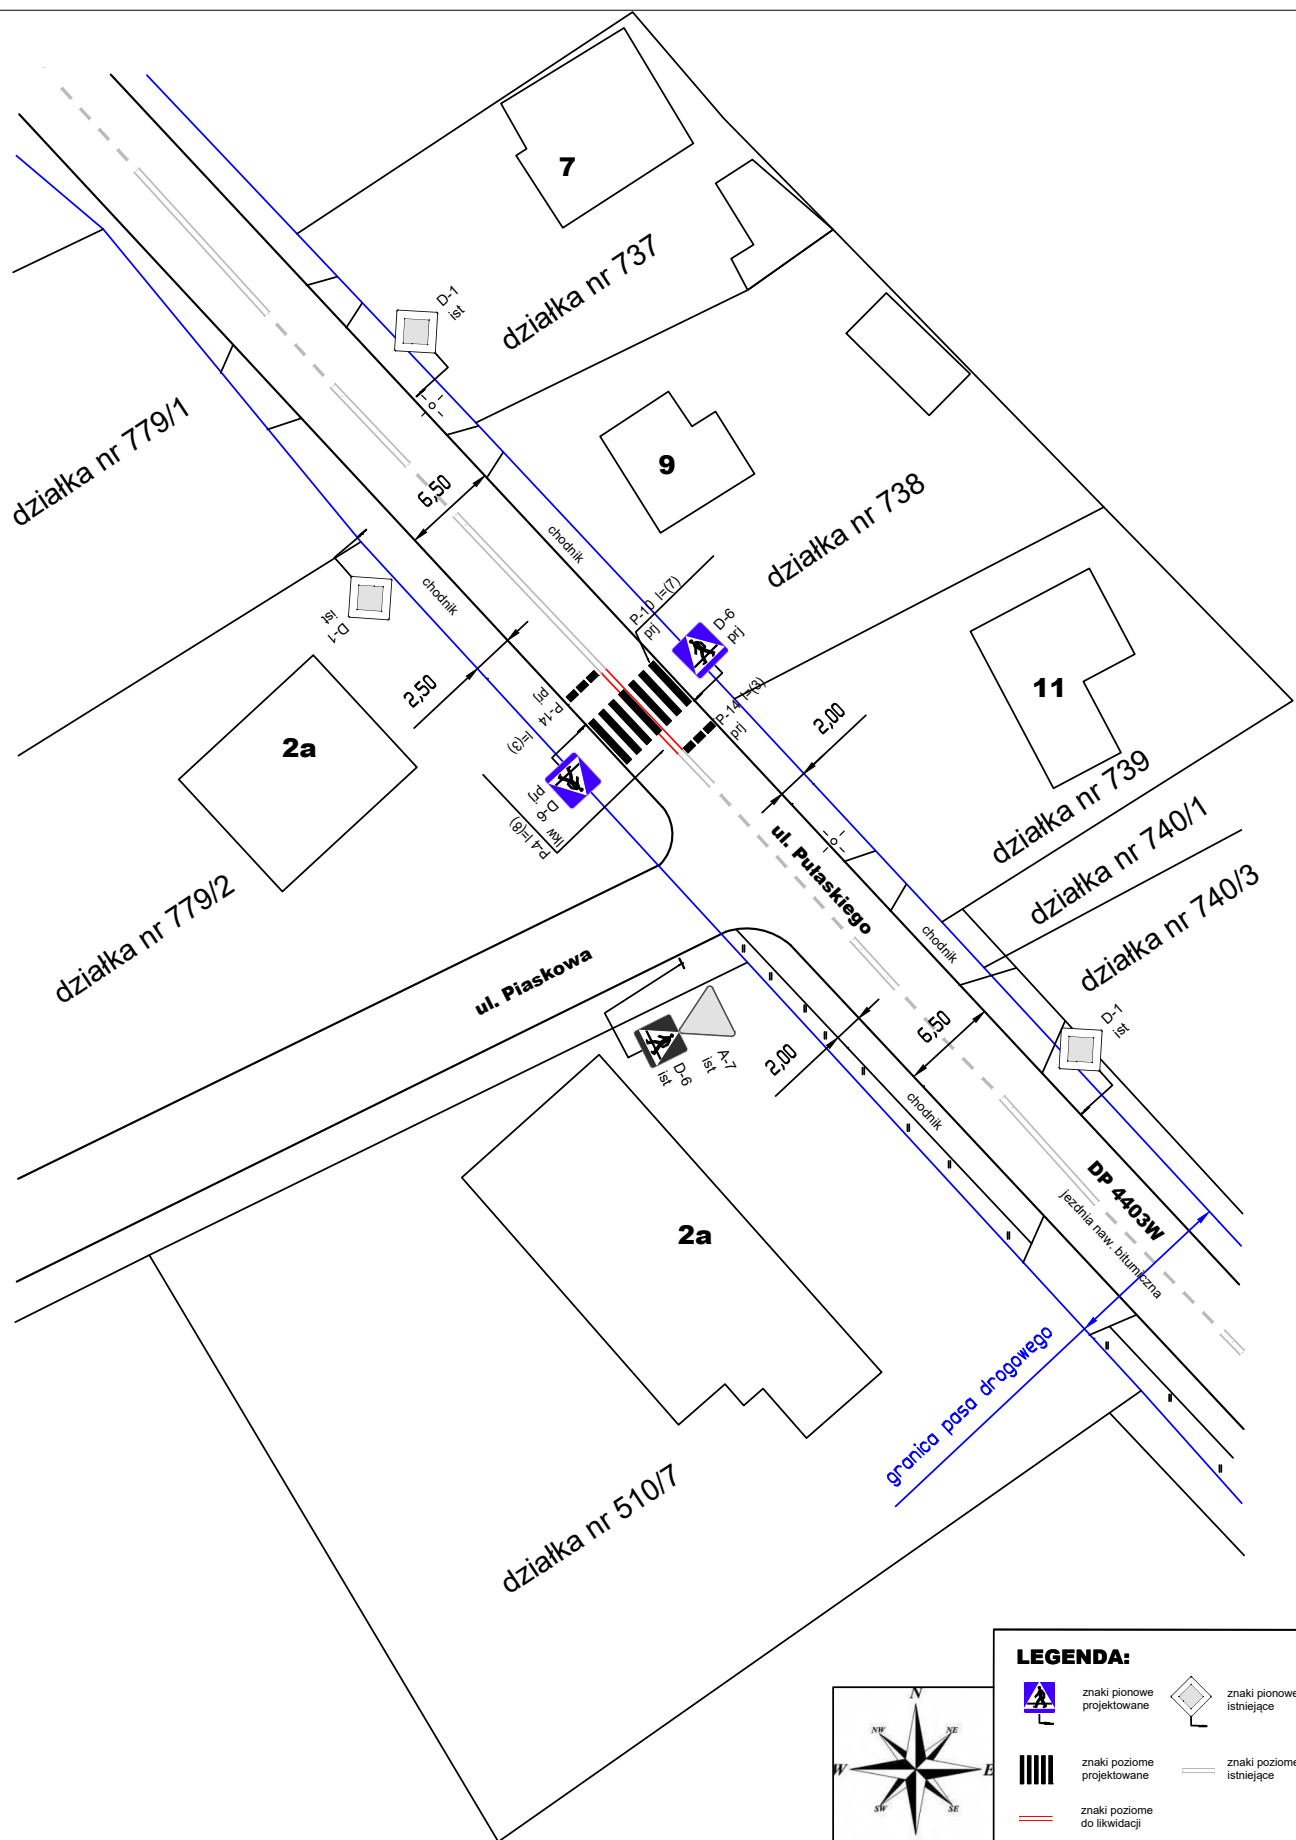 7
działka nr 737
D-1
ist
działka nr 779/1
9
działka nr 738
6,50
chodnik
chodnik
P-10 l=(7)
prj
D-6
prj
D-1
ist
2,50
P-14 l=(3)
prj
P-14 l=(3)
prj
11
2,00
2a
D-6
prj
P-4 l=(8)
lkw
działka nr 739
działka nr 740/1
działka nr 740/3
ul. Pułaskiego
działka nr 779/2
ul. Piaskowa
chodnik
A-7
ist
D-6
ist
2,00
6,50
D-1
ist
chodnik
2a
DP 4403W
jezdnia naw. bitumiczna
granica pasa drogowego
działka nr 510/7
LEGENDA:
znaki pionowe
projektowane
znaki pionowe
istniejące
znaki poziome
projektowane
znaki poziome
istniejące
znaki poziome
do likwidacji
N
NW
NE
W
E
SW
SE